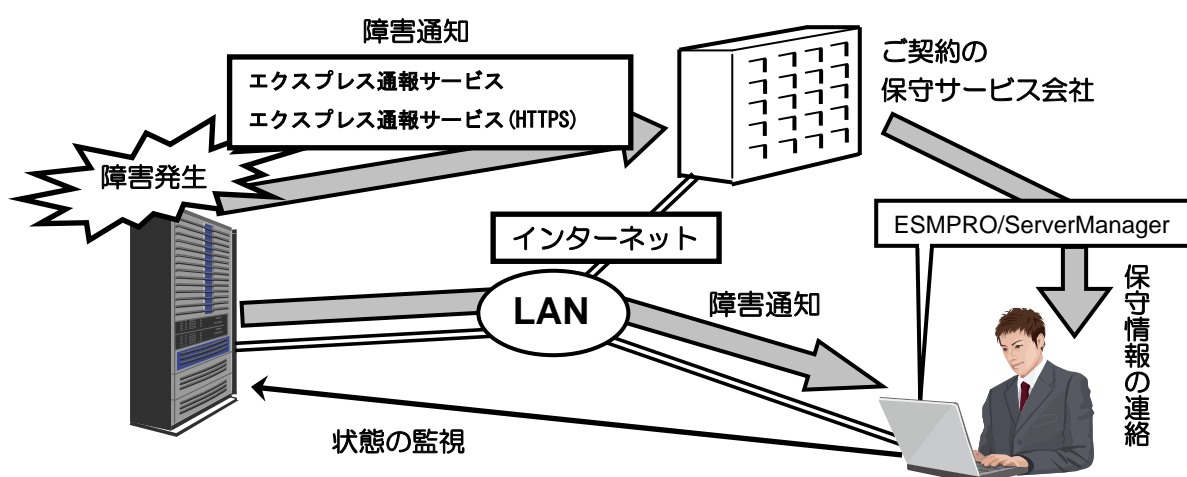 障害通知
エクスプレス通報サービス
エクスプレス通報サービス(HTTPS)
ご契約の
保守サービス会社
障害発生
インターネット
ESMPRO/ServerManager
LAN
障害通知
保守情報の連絡
状態の監視